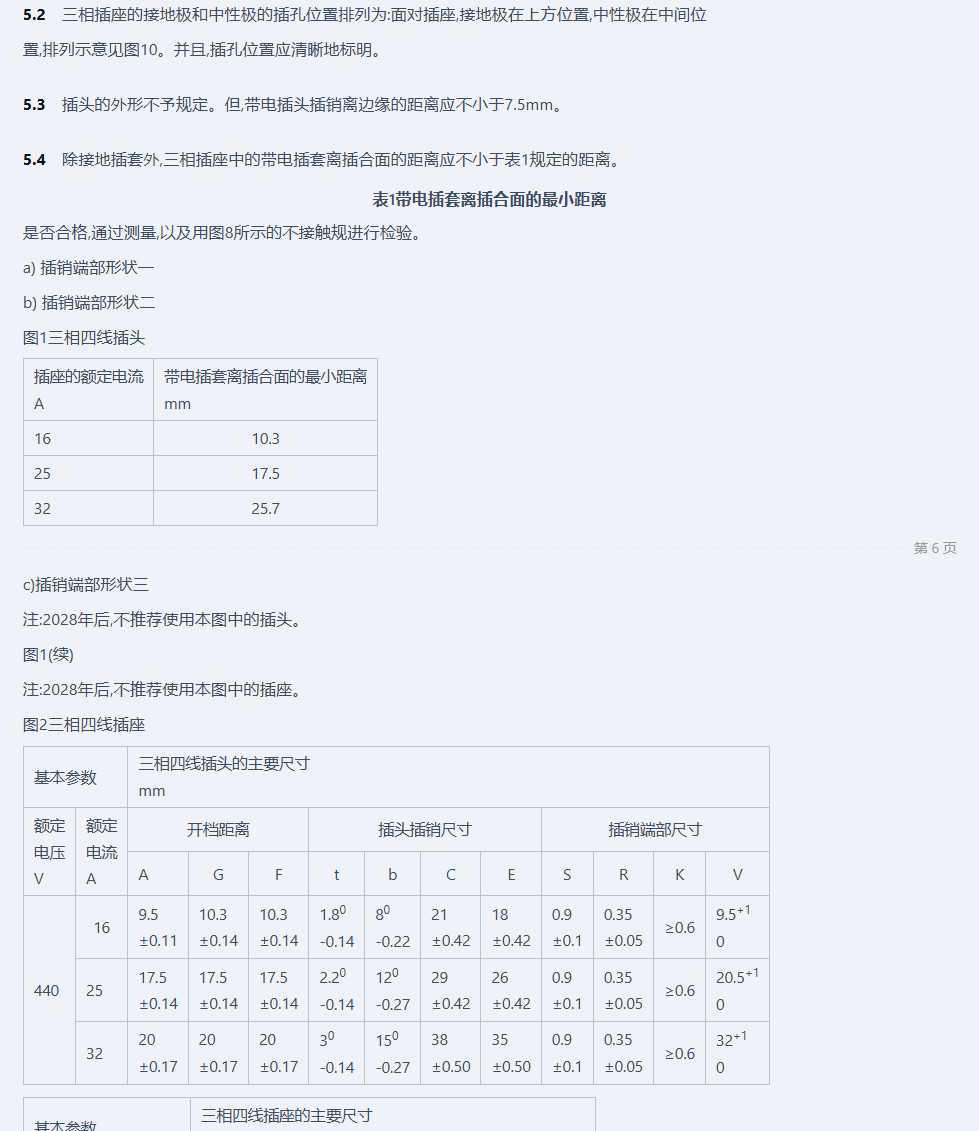 5.2 三相插座的接地极和中性极的插孔位置排列为:面对插座,接地极在上方位置,中性极在中间位
置,排列示意见图10。并且,插孔位置应清晰地标明。
5.3 插头的外形不予规定。但,带电插头插销离边缘的距离应不小于7.5mm。
5.4 除接地插套外,三相插座中的带电插套离插合面的距离应不小于表1规定的距离。
表1带电插套离插合面的最小距离
是否合格,通过测量,以及用图8所示的不接触规进行检验。
a) 插销端部形状一
b) 插销端部形状二
图1三相四线插头
插座的额定电流 带电插套离插合面的最小距离
A mm
16 10.3
25 17.5
32 25.7
第 6 页
c)插销端部形状三
注:2028年后,不推荐使用本图中的插头。
图1(续)
注:2028年后,不推荐使用本图中的插座。
图2三相四线插座
基本参数 三相四线插头的主要尺寸
mm
额定 额定 开档距离 插头插销尺寸 插销端部尺寸
电压 电流
V A A G F t b C E S R K V
440
16 9.5 10.3 10.3 1.8⁰ 8⁰ 21 18 0.9 0.35 ≥0.6 9.5⁺¹
±0.11 ±0.14 ±0.14 -0.14 -0.22 ±0.42 ±0.42 ±0.1 ±0.05 0
25 17.5 17.5 17.5 2.2⁰ 12⁰ 29 26 0.9 0.35 ≥0.6 20.5⁺¹
±0.14 ±0.14 ±0.14 -0.14 -0.27 ±0.42 ±0.42 ±0.1 ±0.05 0
32 20 20 20 3⁰ 15⁰ 38 35 0.9 0.35 ≥0.6 32⁺¹
±0.17 ±0.17 ±0.17 -0.14 -0.27 ±0.50 ±0.50 ±0.1 ±0.05 0
基本参数 三相四线插座的主要尺寸